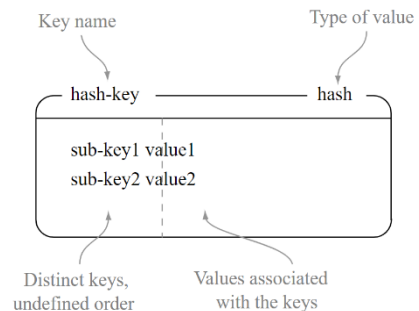 Key name
Type of value
hash-key
hash
sub-key1 value1
sub-key2 value2
Distinct keys,
undefined order
Values associated
with the keys